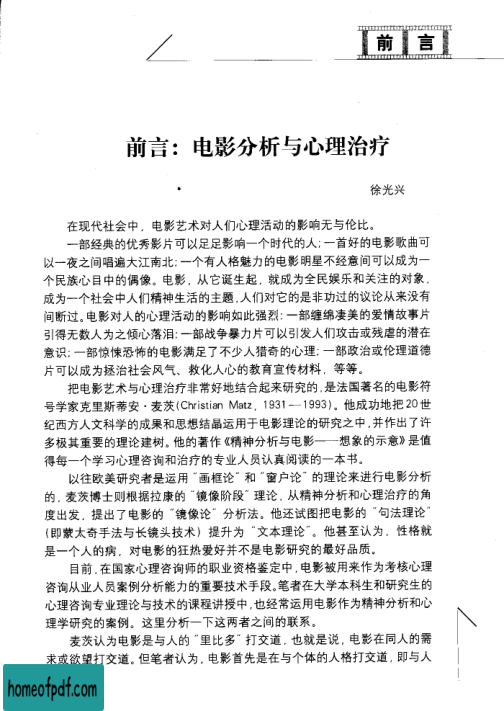 前言
前言：电影分析与心理治疗
徐光兴
在现代社会中，电影艺术对人们心理活动的影响无与伦比。
一部经典的优秀影片可以足足影响一个时代的人；一首好的电影歌曲可
以一夜之间唱遍大江南北；一个有人格魅力的电影明星不经意间可以成为一
个民族心目中的偶像。电影，从它诞生起，就成为全民娱乐和关注的对象，
成为一个社会中人们精神生活的主题，人们对它的是非功过的议论从来没有
间断过。电影对人的心理活动的影响如此强烈：一部缠绵凄美的爱情故事片
引得无数人为之倾心落泪；一部战争暴力片可以引发人们攻击或残虐的潜在
意识；一部惊悚恐怖的电影满足了不少人猎奇的心理；一部政治或伦理道德
片可以成为拯治社会风气、救化人心的教育宣传材料，等等。
把电影艺术与心理治疗非常好地结合起来研究的，是法国著名的电影符
号学家克里斯蒂安·麦茨(Christian Matz，1931—1993)。他成功地把20世
纪西方人文科学的成果和思想结晶运用于电影理论的研究之中，并作出了许
多极其重要的理论建树。他的著作《精神分析与电影——想象的示意》是值
得每一个学习心理咨询和治疗的专业人员认真阅读的一本书。
以往欧美研究者是运用“画框论”和“窗户论”的理论来进行电影分析
的，麦茨博士则根据拉康的“镜像阶段”理论，从精神分析和心理治疗的角
度出发，提出了电影的“镜像论”分析法。他还试图把电影的“句法理论”
(即蒙太奇手法与长镜头技术)提升为“文本理论”。他甚至认为，性格就
是一个人的病，对电影的狂热爱好并不是电影研究的最好品质。
目前，在国家心理咨询师的职业资格鉴定中，电影被用来作为考核心理
咨询从业人员案例分析能力的重要技术手段。笔者在大学本科生和研究生的
心理咨询专业理论与技术的课程讲授中，也经常运用电影作为精神分析和心
理学研究的案例。这里分析一下这两者之间的联系。
麦茨认为电影是与人的“里比多”打交道，也就是说，电影在同人的需
求或欲望打交道。但笔者认为，电影首先是在与个体的人格打交道，即与人
homeofpdf.com